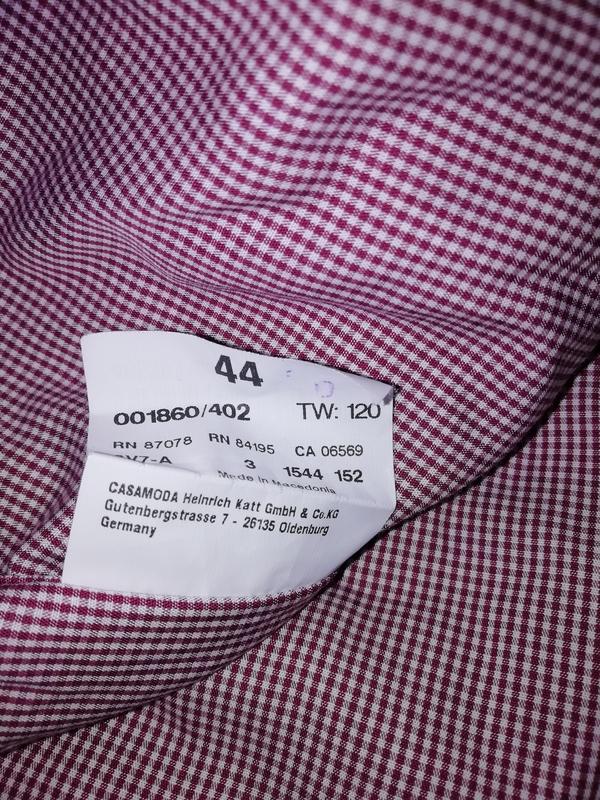 44
001860/402 TW: 120
RN 87078 RN 84195 CA 06569
3 1544 152
Made in Macedonia
CASAMODA Heinrich Katt GmbH & Co.KG
Gutenbergstrasse 7 - 26135 Oldenburg
Germany